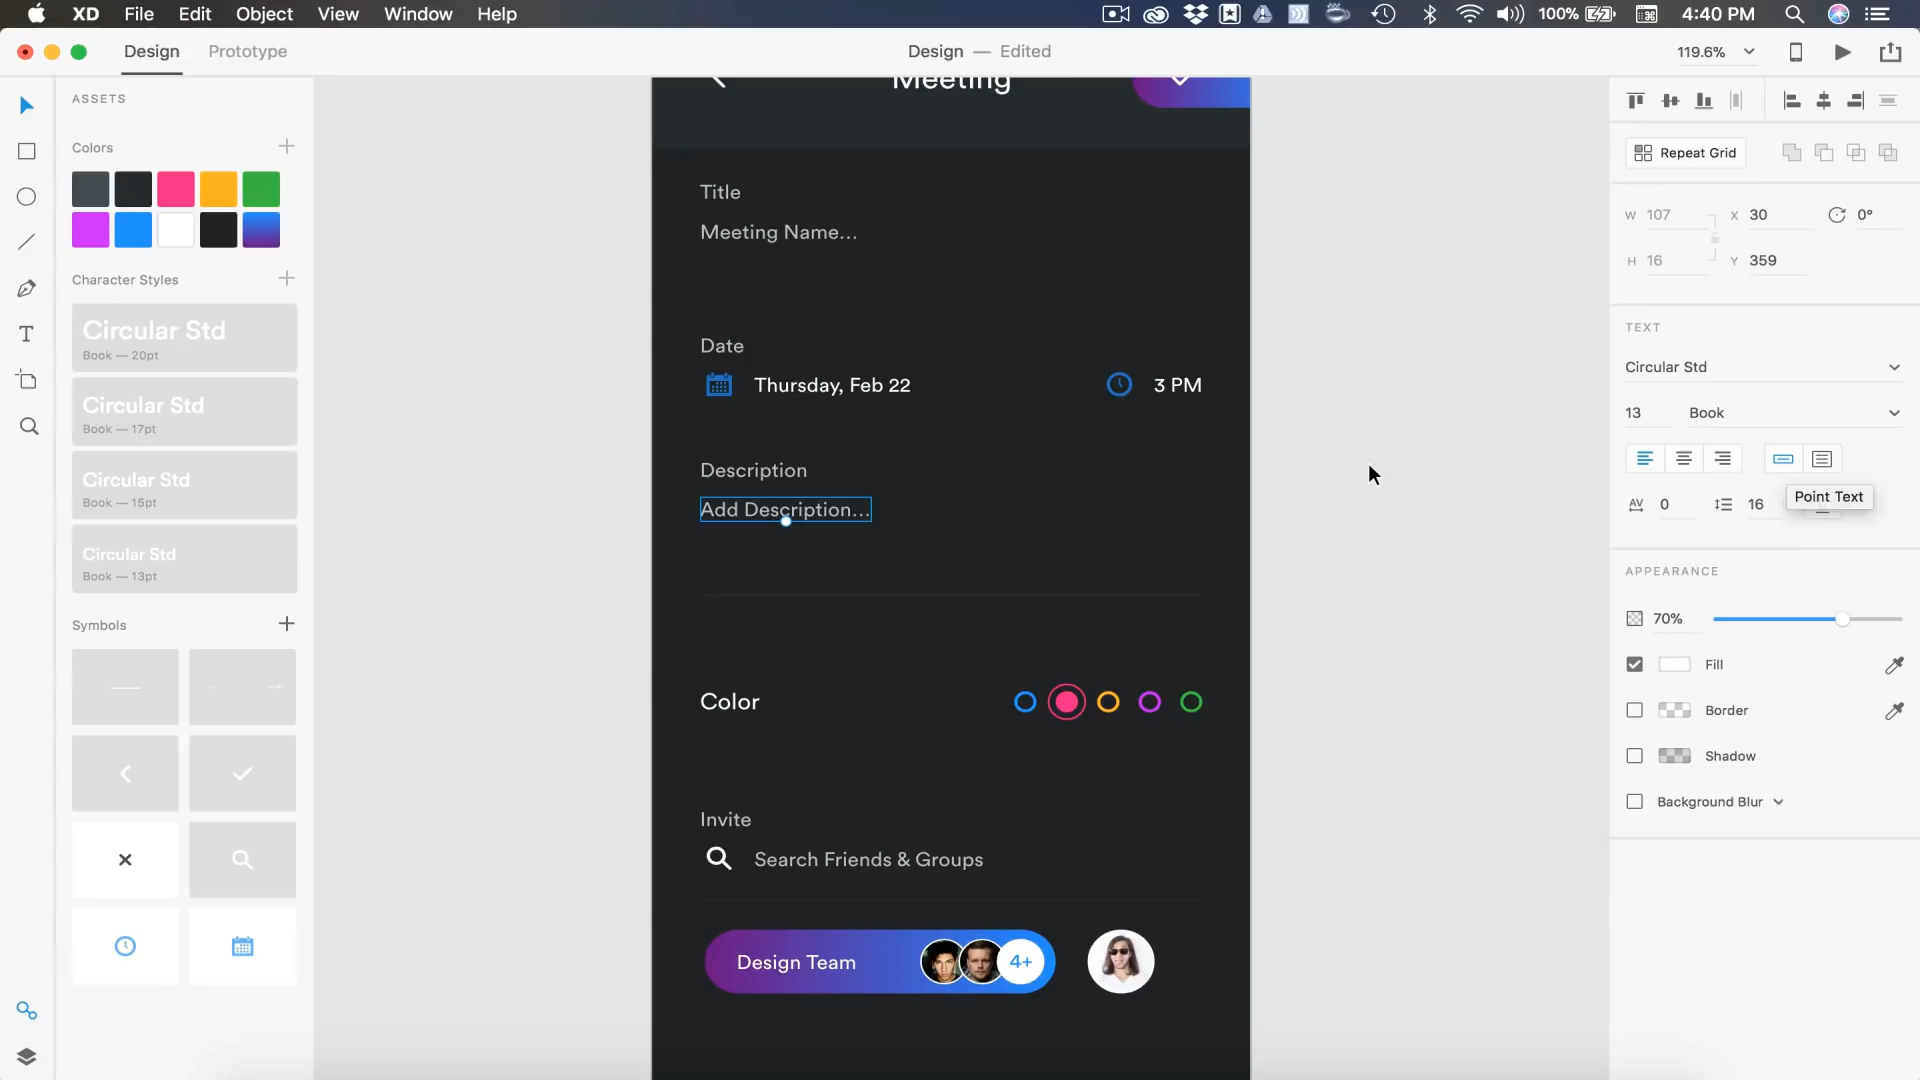 XD File Edit Object View Window Help 100% 4:40 PM
Design Prototype Design — Edited 119.6%
ASSETS
Colors
Character Styles
Circular Std
Book — 20pt
Circular Std
Book — 17pt
Circular Std
Book — 15pt
Circular Std
Book — 13pt
Symbols
Meeting
Title
Meeting Name...
Date
Thursday, Feb 22 3 PM
Description
Add Description...
Color
Invite
Search Friends & Groups
Design Team 4+
Repeat Grid
W 107 X 30 0°
H 16 Y 359
TEXT
Circular Std
13 Book
AV 0 16 Point Text
APPEARANCE
70%
Fill
Border
Shadow
Background Blur